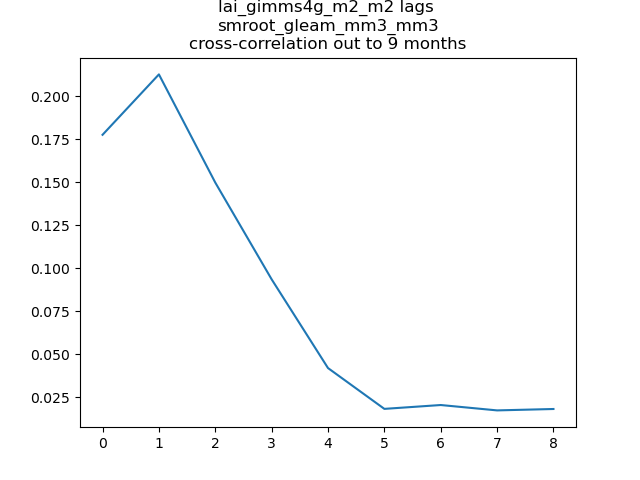 lai_gimms4g_m2_m2 lags
smroot_gleam_mm3_mm3
cross-correlation out to 9 months
0.200
0.175
0.150
0.125
0.100
0.075
0.050
0.025
0 1 2 3 4 5 6 7 8